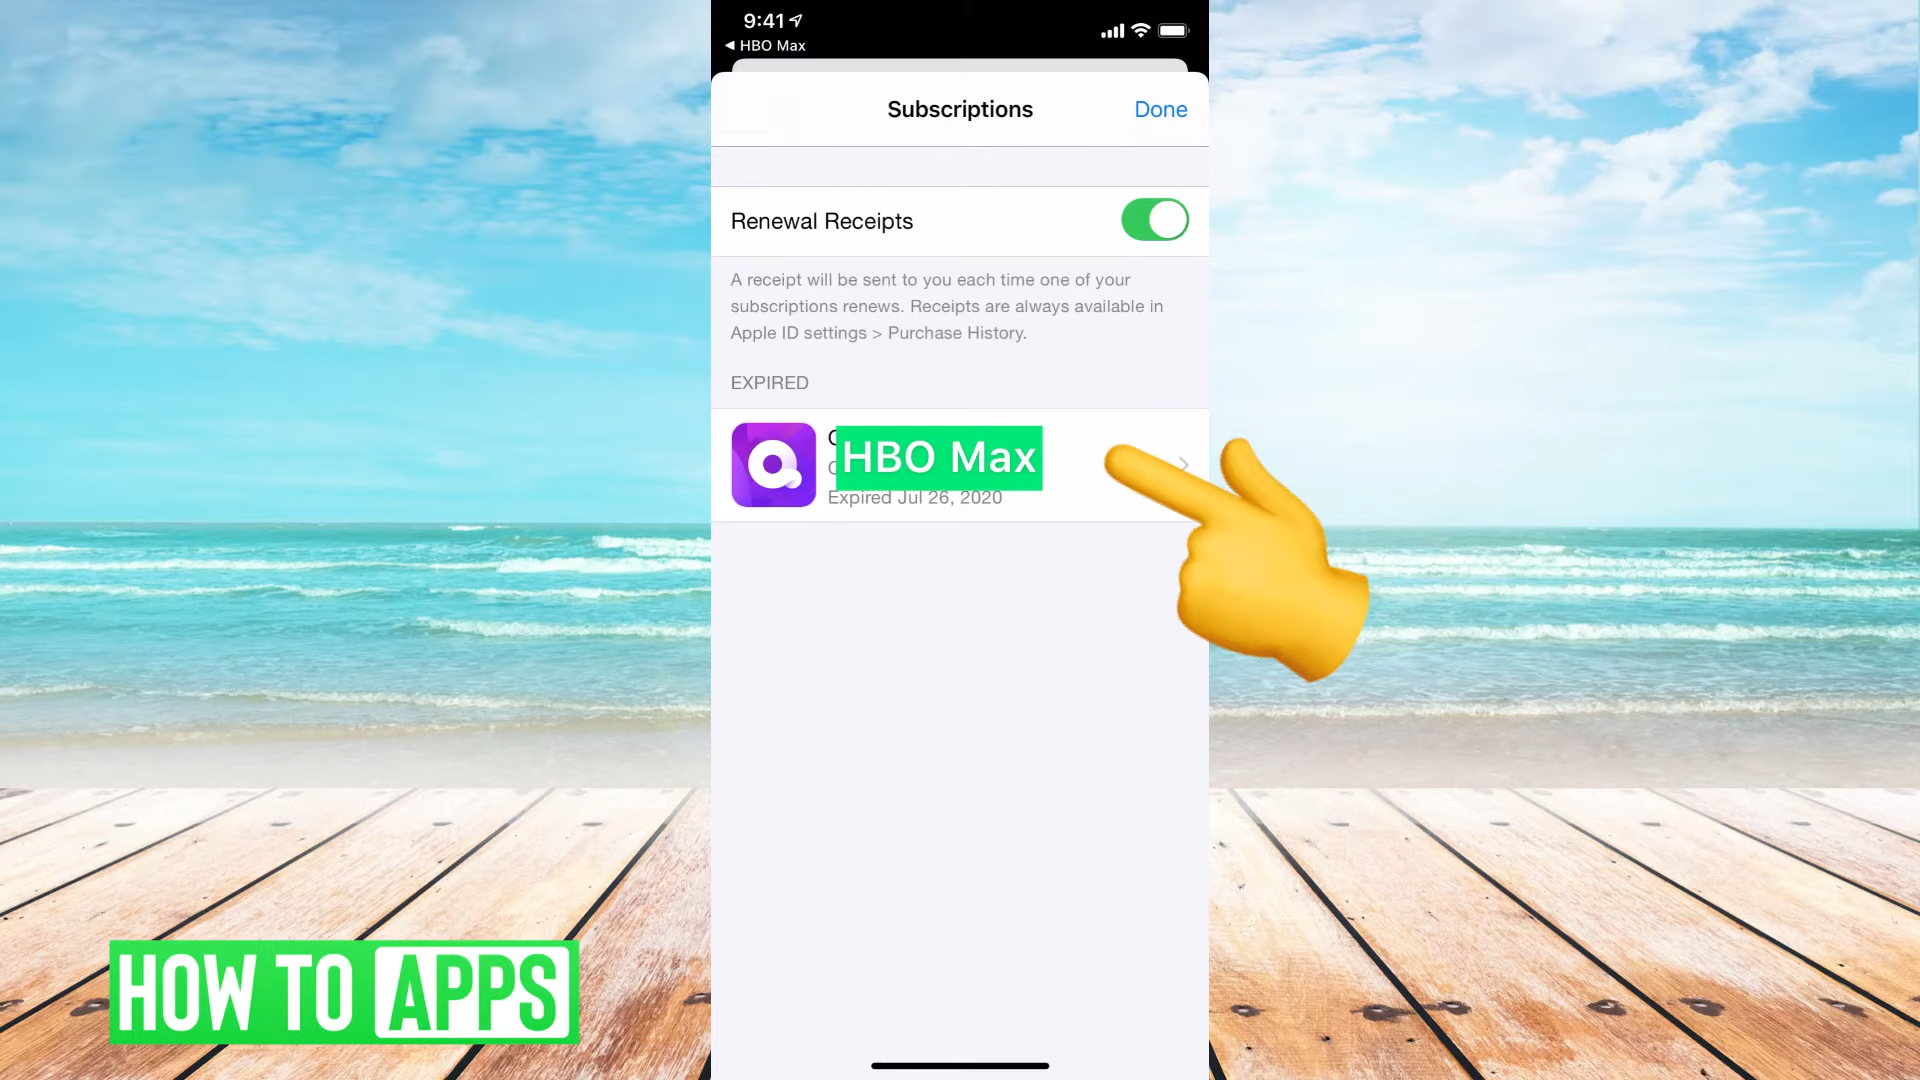 9:41
HBO Max
Subscriptions
Done
Renewal Receipts
A receipt will be sent to you each time one of your
subscriptions renews. Receipts are always available in
Apple ID settings > Purchase History.
EXPIRED
HBO Max
Expired Jul 26, 2020
HOW TO APPS